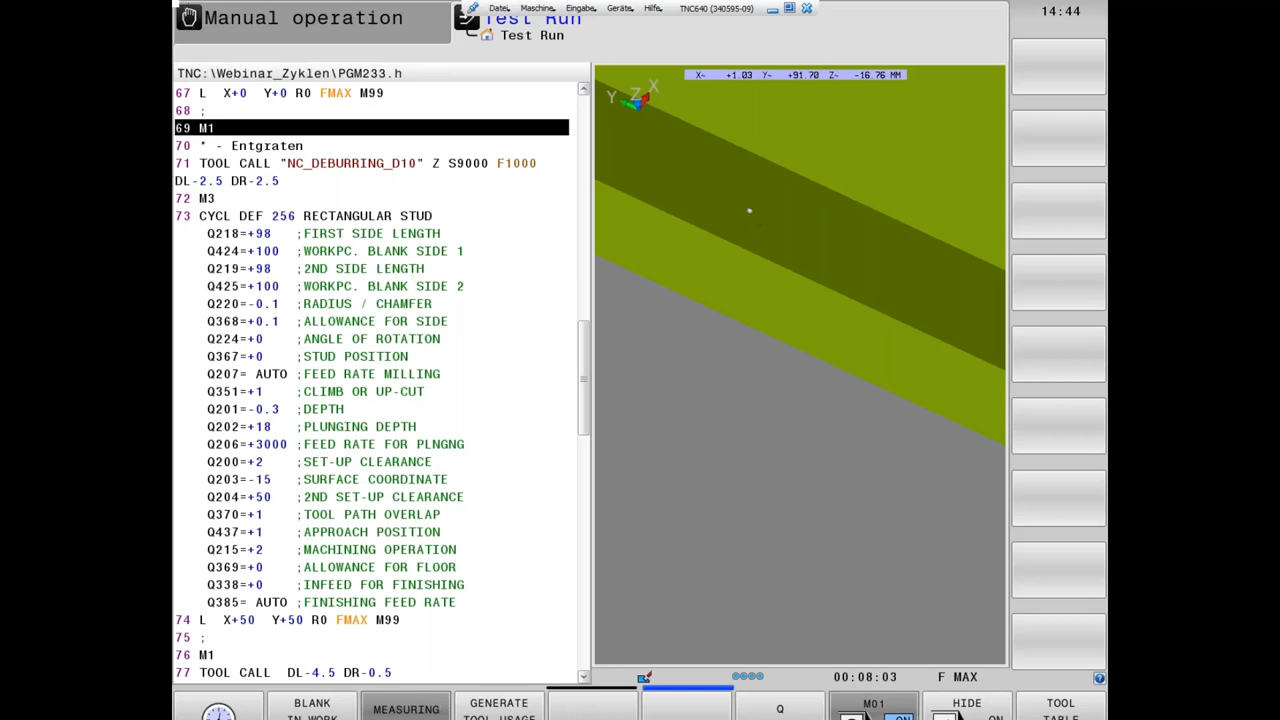 Manual operation
Test Run
Test Run
Datei Maschine Eingabe Geräte Hilfe TNC640 (340595-09)
14:44
TNC:\Webinar_Zyklen\PGM233.h
67 L X+0 Y+0 R0 FMAX M99
68 ;
69 M1
70 * - Entgraten
71 TOOL CALL "NC_DEBURRING_D10" Z S9000 F1000
DL-2.5 DR-2.5
72 M3
73 CYCL DEF 256 RECTANGULAR STUD
Q218=+98 ;FIRST SIDE LENGTH
Q424=+100 ;WORKPC. BLANK SIDE 1
Q219=+98 ;2ND SIDE LENGTH
Q425=+100 ;WORKPC. BLANK SIDE 2
Q220=-0.1 ;RADIUS / CHAMFER
Q368=+0.1 ;ALLOWANCE FOR SIDE
Q224=+0 ;ANGLE OF ROTATION
Q367=+0 ;STUD POSITION
Q207= AUTO ;FEED RATE MILLING
Q351=+1 ;CLIMB OR UP-CUT
Q201=-0.3 ;DEPTH
Q202=+18 ;PLUNGING DEPTH
Q206=+3000 ;FEED RATE FOR PLNGNG
Q200=+2 ;SET-UP CLEARANCE
Q203=-15 ;SURFACE COORDINATE
Q204=+50 ;2ND SET-UP CLEARANCE
Q370=+1 ;TOOL PATH OVERLAP
Q437=+1 ;APPROACH POSITION
Q215=+2 ;MACHINING OPERATION
Q369=+0 ;ALLOWANCE FOR FLOOR
Q338=+0 ;INFEED FOR FINISHING
Q385= AUTO ;FINISHING FEED RATE
74 L X+50 Y+50 R0 FMAX M99
75 ;
76 M1
77 TOOL CALL DL-4.5 DR-0.5
X~ +1.03 Y~ +91.70 Z~ -16.76 MM
Y Z X
00:08:03 F MAX
BLANK
IN WORK
MEASURING
GENERATE
TOOL USAGE
Q
M01
ON
HIDE
ON
TOOL
TABLE